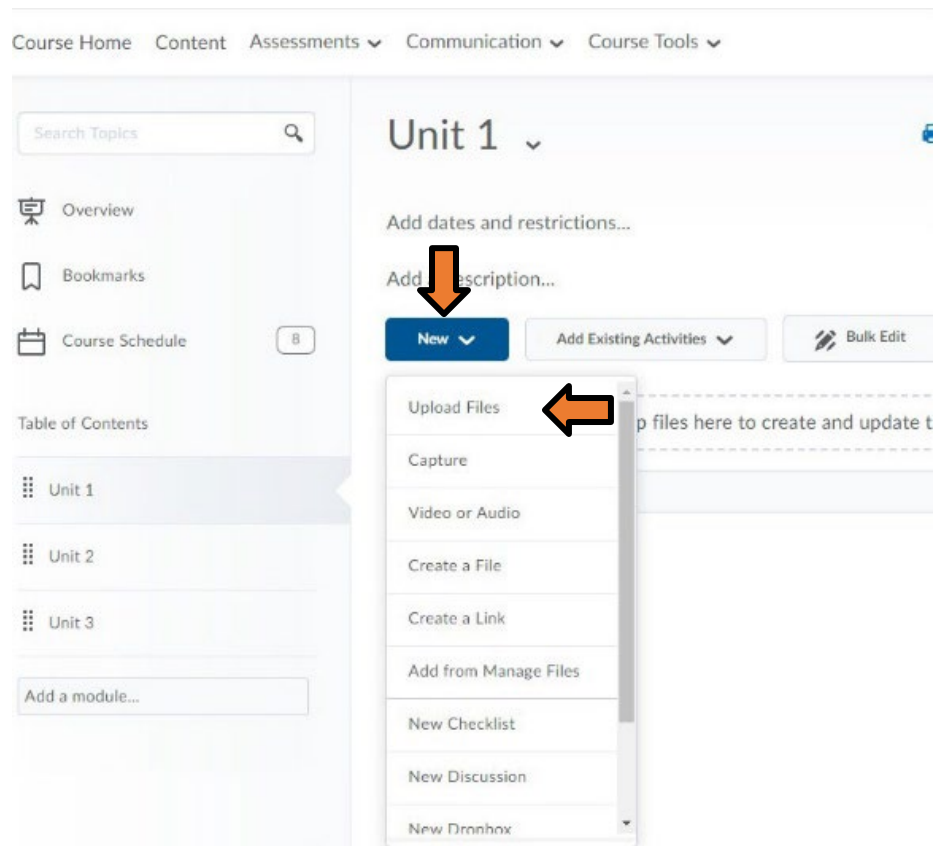 Course Home Content Assessments Communication Course Tools
Search Topics
Overview
Bookmarks
Course Schedule 8
Table of Contents
Unit 1
Unit 2
Unit 3
Add a module...
Unit 1
Add dates and restrictions...
Add description...
New Add Existing Activities Bulk Edit
p files here to create and update t
Upload Files
Capture
Video or Audio
Create a File
Create a Link
Add from Manage Files
New Checklist
New Discussion
New Dropbox